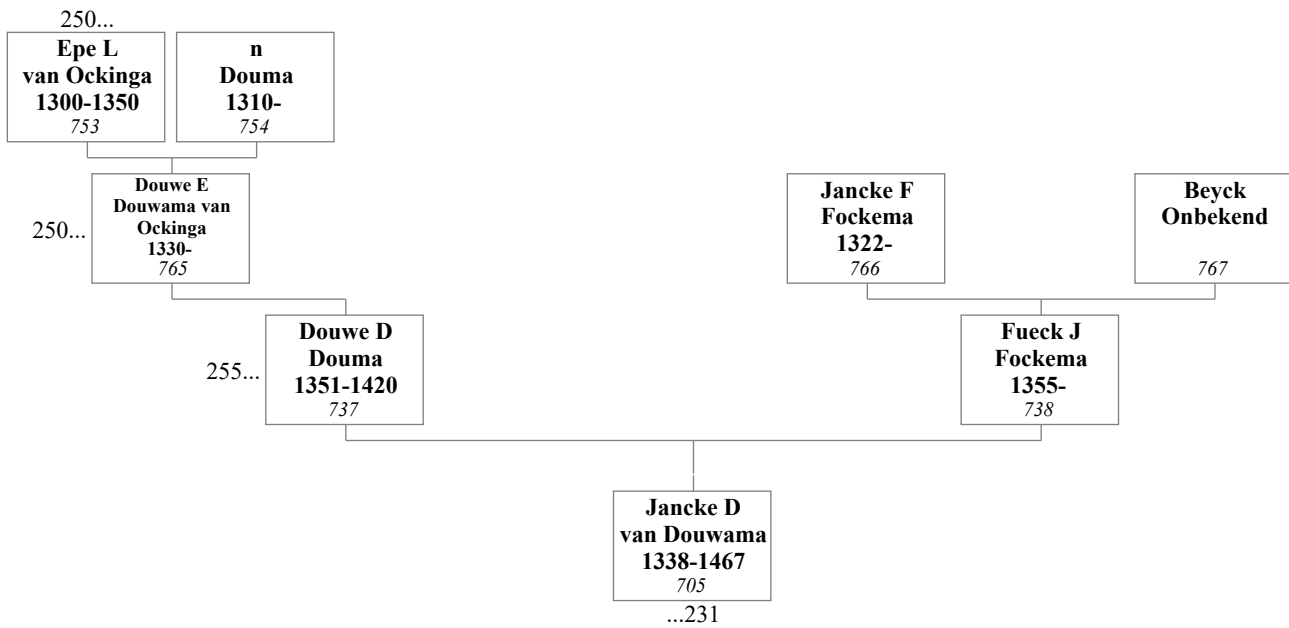 250...
Epe L
van Ockinga
1300-1350
753
n
Douma
1310-
754
250...
Douwe E
Douwama van
Ockinga
1330-
765
Jancke F
Fockema
1322-
766
Beyck
Onbekend
767
255...
Douwe D
Douma
1351-1420
737
Fueck J
Fockema
1355-
738
Jancke D
van Douwama
1338-1467
705
...231